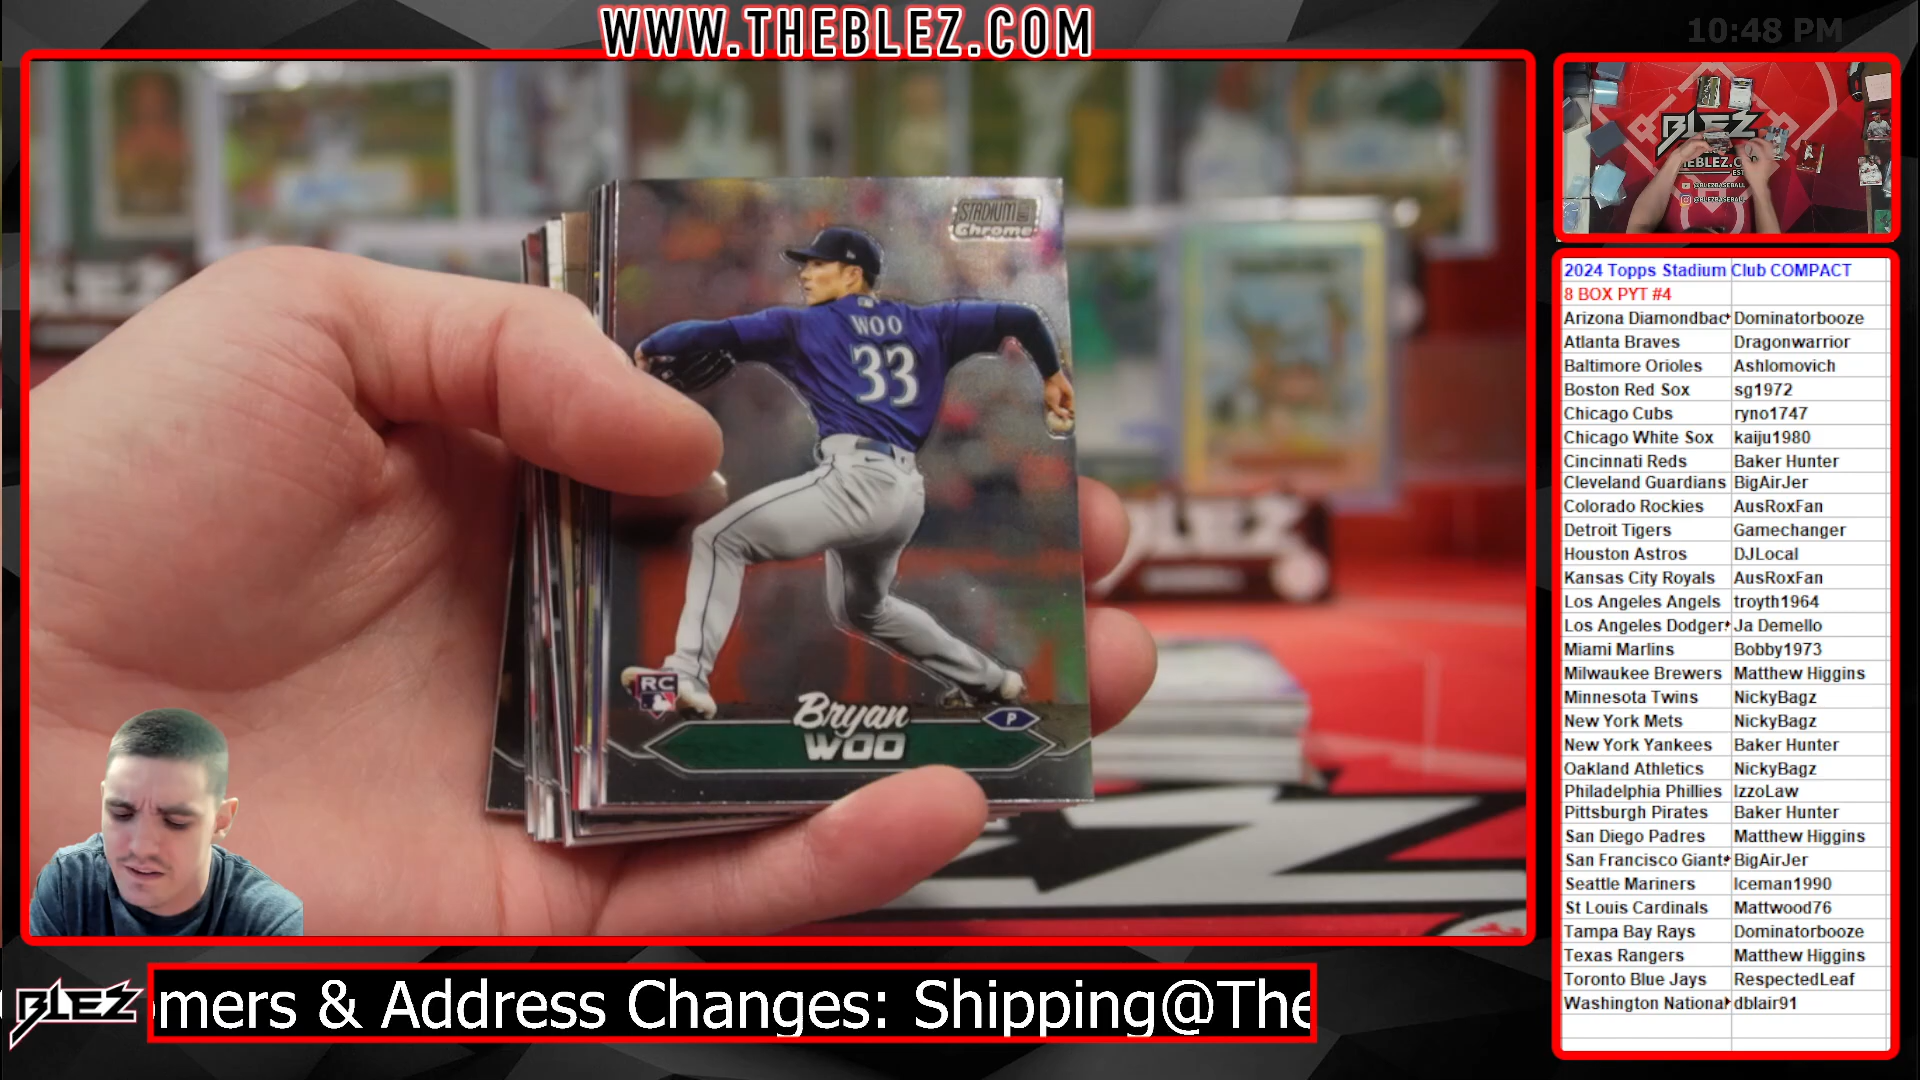 WWW.THEBLEZ.COM
10:48 PM
BLEZ
STADIUM
Chrome
WOO
33
RC
Bryan
WOO
P
BLEZ
@BLEZBASEBALL
@BLEZBASEBALL
2024 Topps Stadium Club COMPACT
8 BOX PYT #4
Arizona Diamondbac Dominatorbooze
Atlanta Braves Dragonwarrior
Baltimore Orioles Ashlomovich
Boston Red Sox sg1972
Chicago Cubs ryno1747
Chicago White Sox kaiju1980
Cincinnati Reds Baker Hunter
Cleveland Guardians BigAirJer
Colorado Rockies AusRoxFan
Detroit Tigers Gamechanger
Houston Astros DJLocal
Kansas City Royals AusRoxFan
Los Angeles Angels troyth1964
Los Angeles Dodger Ja Demello
Miami Marlins Bobby1973
Milwaukee Brewers Matthew Higgins
Minnesota Twins NickyBagz
New York Mets NickyBagz
New York Yankees Baker Hunter
Oakland Athletics NickyBagz
Philadelphia Phillies IzzoLaw
Pittsburgh Pirates Baker Hunter
San Diego Padres Matthew Higgins
San Francisco Giant BigAirJer
Seattle Mariners Iceman1990
St Louis Cardinals Mattwood76
Tampa Bay Rays Dominatorbooze
Texas Rangers Matthew Higgins
Toronto Blue Jays RespectedLeaf
Washington Nationa dblair91
BLEZ
omers & Address Changes: Shipping@The